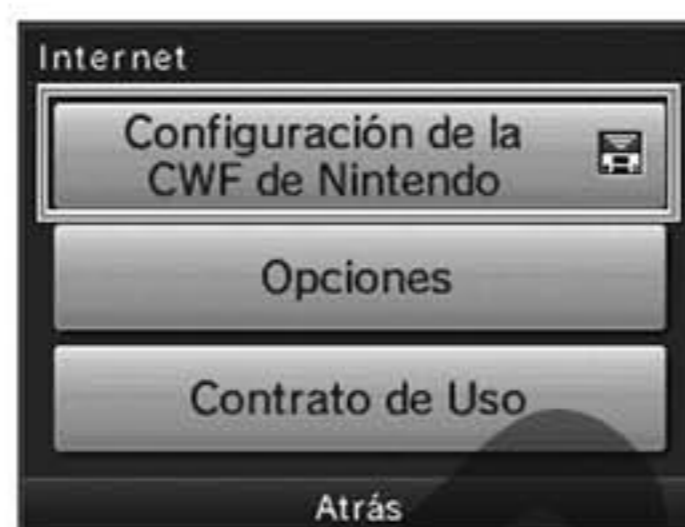 Internet
Configuración de la
CWF de Nintendo
Opciones
Contrato de Uso
Atrás